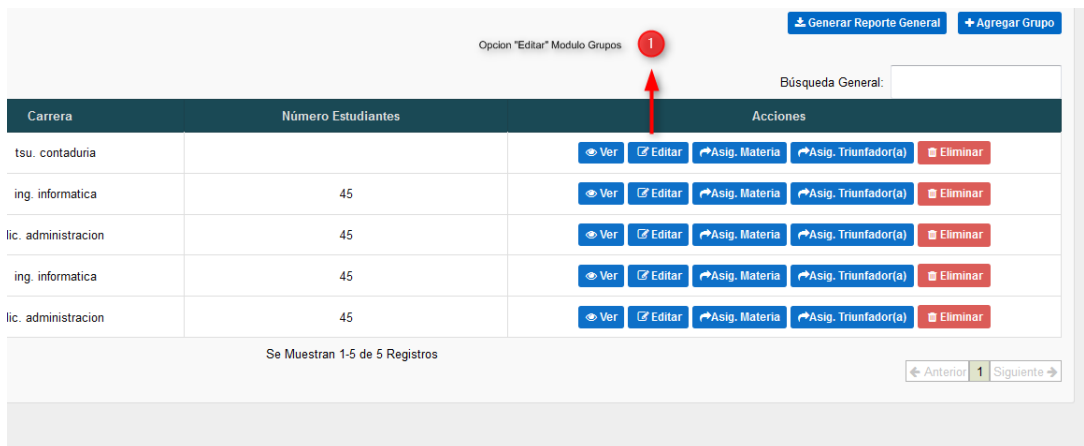 Generar Reporte General Agregar Grupo
Opcion "Editar" Modulo Grupos 1
Búsqueda General:
Carrera Número Estudiantes Acciones
tsu. contaduria Ver Editar Asig. Materia Asig. Triunfador(a) Eliminar
ing. informatica 45 Ver Editar Asig. Materia Asig. Triunfador(a) Eliminar
lic. administracion 45 Ver Editar Asig. Materia Asig. Triunfador(a) Eliminar
ing. informatica 45 Ver Editar Asig. Materia Asig. Triunfador(a) Eliminar
lic. administracion 45 Ver Editar Asig. Materia Asig. Triunfador(a) Eliminar
Se Muestran 1-5 de 5 Registros
Anterior 1 Siguiente